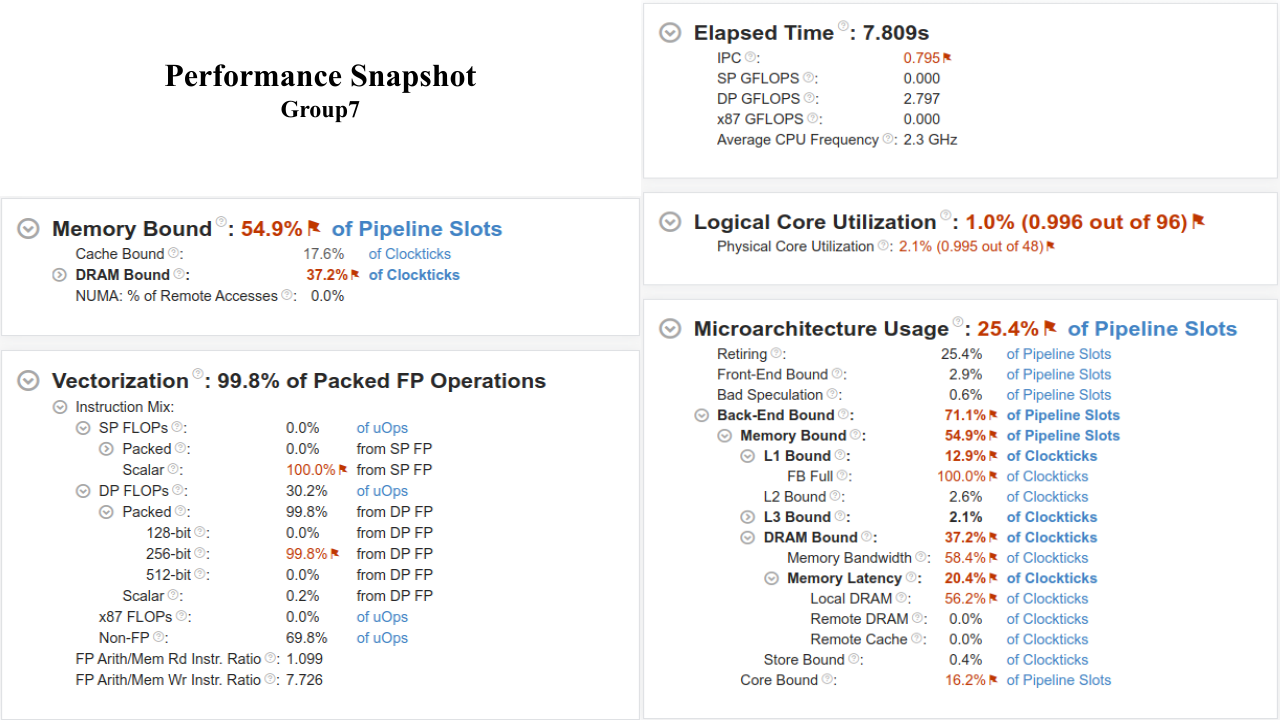 Performance Snapshot
Group7
Memory Bound : 54.9% of Pipeline Slots
Cache Bound : 17.6% of Clockticks
DRAM Bound : 37.2% of Clockticks
NUMA: % of Remote Accesses : 0.0%
Vectorization : 99.8% of Packed FP Operations
Instruction Mix:
SP FLOPs : 0.0% of uOps
Packed : 0.0% from SP FP
Scalar : 100.0% from SP FP
DP FLOPs : 30.2% of uOps
Packed : 99.8% from DP FP
128-bit : 0.0% from DP FP
256-bit : 99.8% from DP FP
512-bit : 0.0% from DP FP
Scalar : 0.2% from DP FP
x87 FLOPs : 0.0% of uOps
Non-FP : 69.8% of uOps
FP Arith/Mem Rd Instr. Ratio : 1.099
FP Arith/Mem Wr Instr. Ratio : 7.726
Elapsed Time : 7.809s
IPC : 0.795
SP GFLOPS : 0.000
DP GFLOPS : 2.797
x87 GFLOPS : 0.000
Average CPU Frequency : 2.3 GHz
Logical Core Utilization : 1.0% (0.996 out of 96)
Physical Core Utilization : 2.1% (0.995 out of 48)
Microarchitecture Usage : 25.4% of Pipeline Slots
Retiring : 25.4% of Pipeline Slots
Front-End Bound : 2.9% of Pipeline Slots
Bad Speculation : 0.6% of Pipeline Slots
Back-End Bound : 71.1% of Pipeline Slots
Memory Bound : 54.9% of Pipeline Slots
L1 Bound : 12.9% of Clockticks
FB Full : 100.0% of Clockticks
L2 Bound : 2.6% of Clockticks
L3 Bound : 2.1% of Clockticks
DRAM Bound : 37.2% of Clockticks
Memory Bandwidth : 58.4% of Clockticks
Memory Latency : 20.4% of Clockticks
Local DRAM : 56.2% of Clockticks
Remote DRAM : 0.0% of Clockticks
Remote Cache : 0.0% of Clockticks
Store Bound : 0.4% of Clockticks
Core Bound : 16.2% of Pipeline Slots